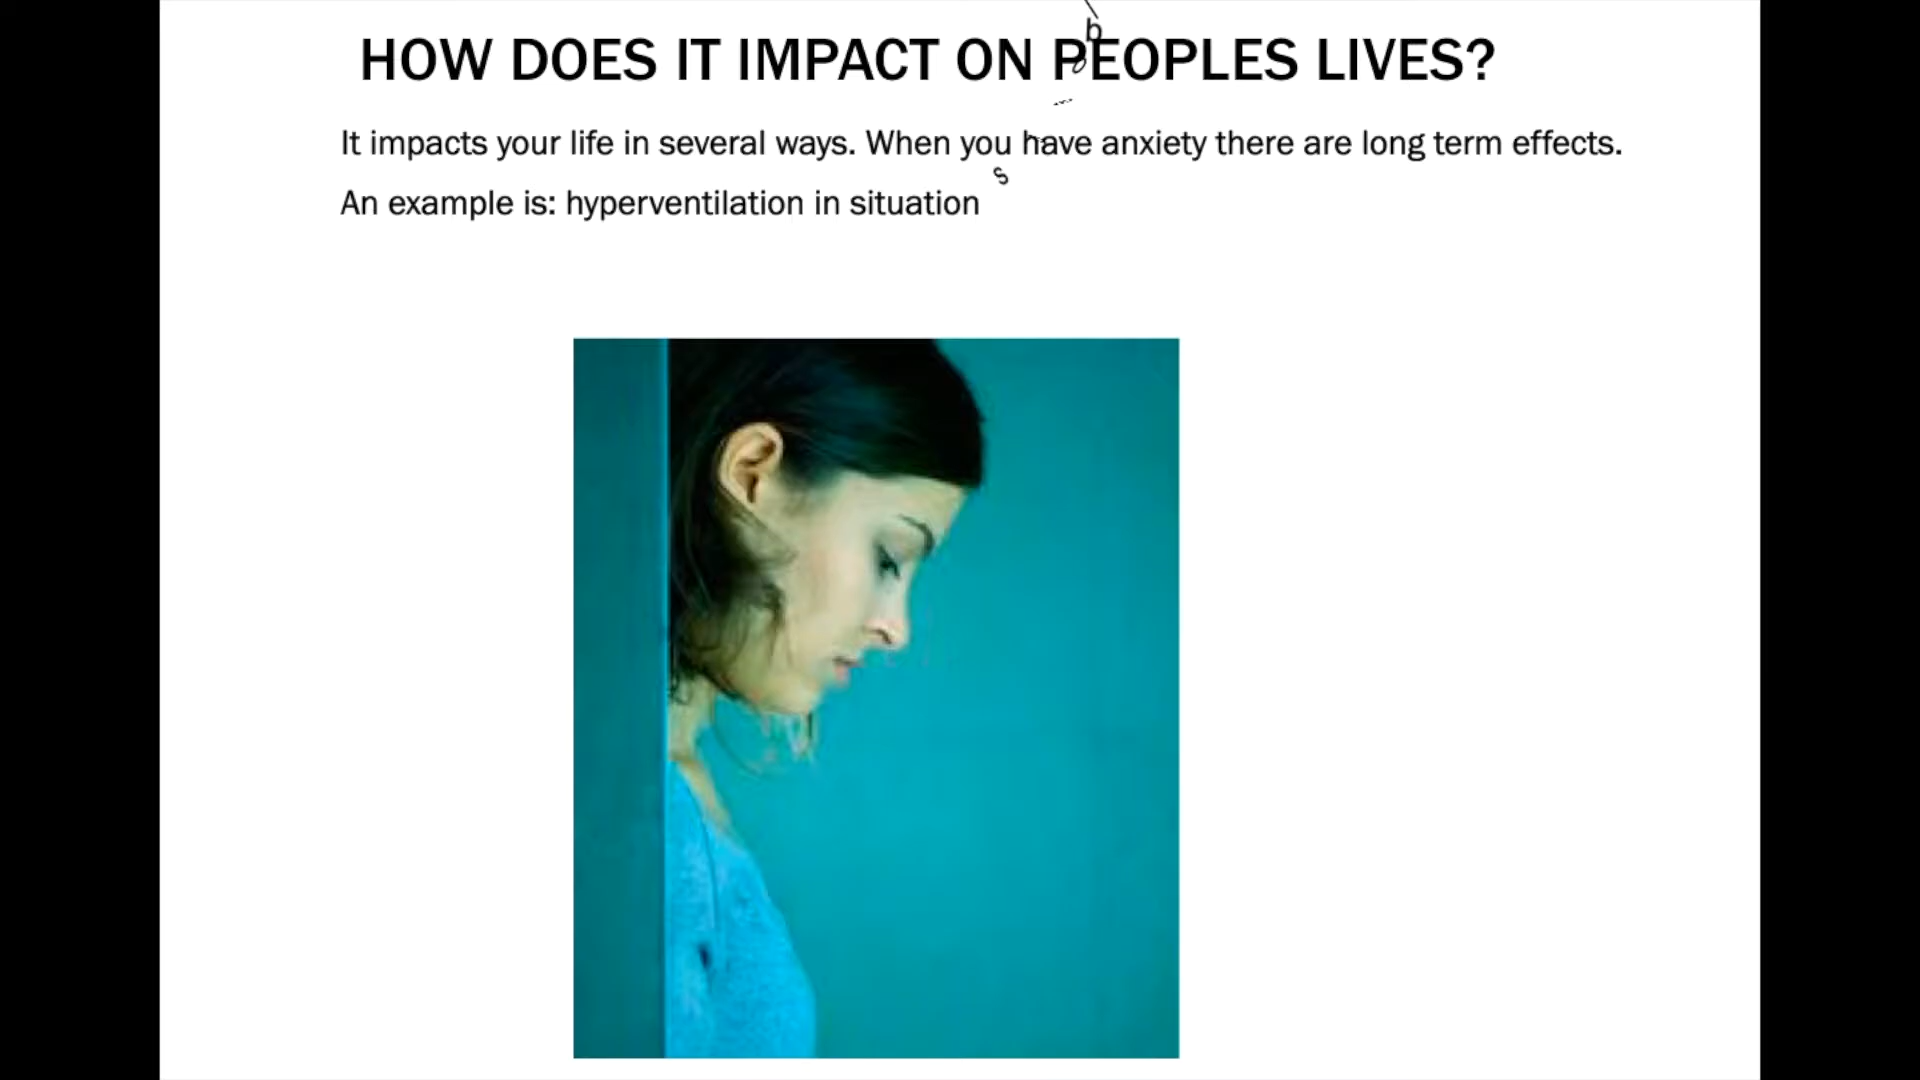 HOW DOES IT IMPACT ON PEOPLES LIVES?
It impacts your life in several ways. When you have anxiety there are long term effects.
An example is: hyperventilation in situation
s
b